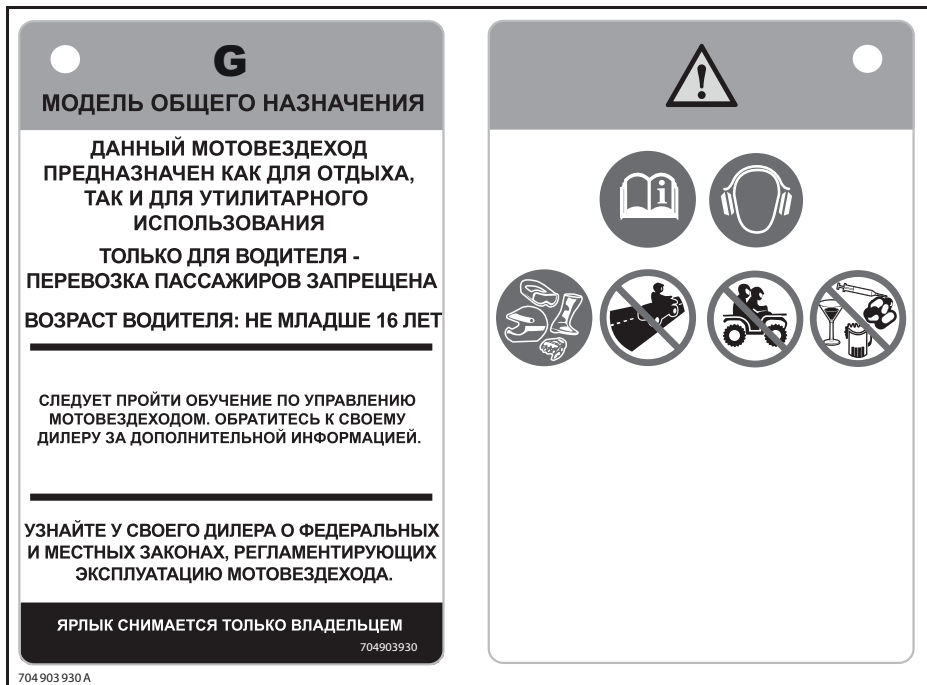 G
МОДЕЛЬ ОБЩЕГО НАЗНАЧЕНИЯ
ДАННЫЙ МОТОВЕЗДЕХОД
ПРЕДНАЗНАЧЕН КАК ДЛЯ ОТДЫХА,
ТАК И ДЛЯ УТИЛИТАРНОГО
ИСПОЛЬЗОВАНИЯ
ТОЛЬКО ДЛЯ ВОДИТЕЛЯ -
ПЕРЕВОЗКА ПАССАЖИРОВ ЗАПРЕЩЕНА
ВОЗРАСТ ВОДИТЕЛЯ: НЕ МЛАДШЕ 16 ЛЕТ
СЛЕДУЕТ ПРОЙТИ ОБУЧЕНИЕ ПО УПРАВЛЕНИЮ
МОТОВЕЗДЕХОДОМ. ОБРАТИТЕСЬ К СВОЕМУ
ДИЛЕРУ ЗА ДОПОЛНИТЕЛЬНОЙ ИНФОРМАЦИЕЙ.
УЗНАЙТЕ У СВОЕГО ДИЛЕРА О ФЕДЕРАЛЬНЫХ
И МЕСТНЫХ ЗАКОНАХ, РЕГЛАМЕНТИРУЮЩИХ
ЭКСПЛУАТАЦИЮ МОТОВЕЗДЕХОДА.
ЯРЛЫК СНИМАЕТСЯ ТОЛЬКО ВЛАДЕЛЬЦЕМ
704903930
704 903 930 A